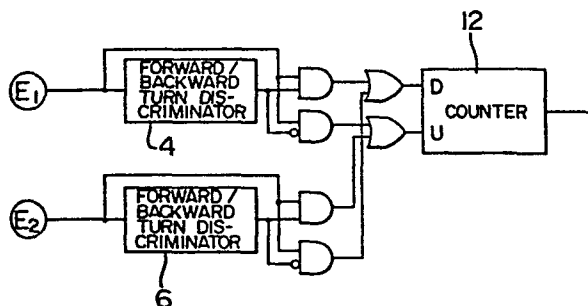 12
E1
FORWARD/
BACKWARD
TURN DIS-
CRIMINATOR
4
D
COUNTER
U
E2
FORWARD/
BACKWARD
TURN DIS-
CRIMINATOR
6